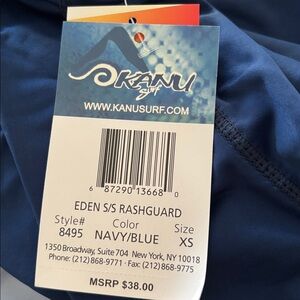 KANU
Surf
WWW.KANUSURF.COM
6 87290 13668 0
EDEN S/S RASHGUARD
Style# Color Size
8495 NAVY/BLUE XS
1350 Broadway, Suite 704 New York, NY 10018
Phone: (212)868-9771 · Fax: (212)868-9775
MSRP $38.00